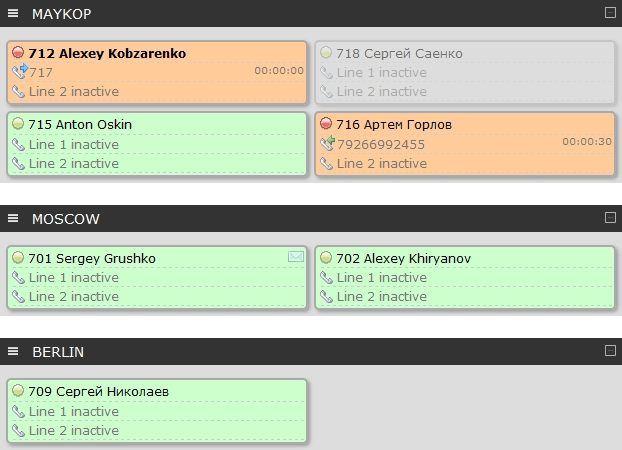 MAYKOP
712 Alexey Kobzarenko
717 00:00:00
Line 2 inactive
718 Сергей Саенко
Line 1 inactive
Line 2 inactive
715 Anton Oskin
Line 1 inactive
Line 2 inactive
716 Артем Горлов
79266992455 00:00:30
Line 2 inactive
MOSCOW
701 Sergey Grushko
Line 1 inactive
Line 2 inactive
702 Alexey Khiryanov
Line 1 inactive
Line 2 inactive
BERLIN
709 Сергей Николаев
Line 1 inactive
Line 2 inactive